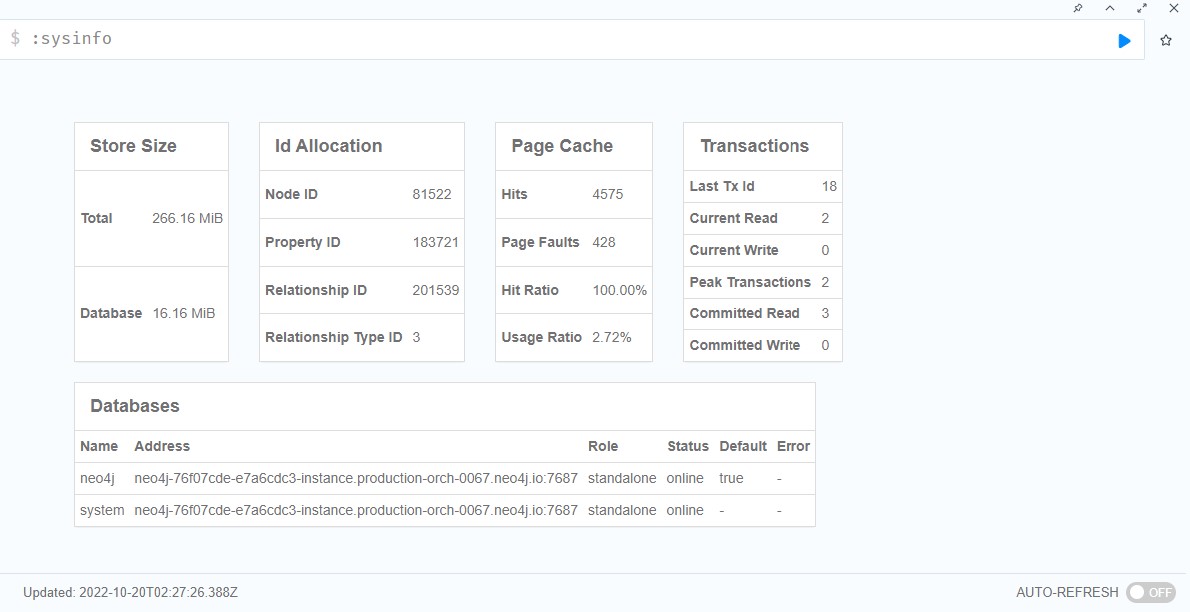 $ :sysinfo
Store Size
Total 266.16 MiB
Database 16.16 MiB
Id Allocation
Node ID 81522
Property ID 183721
Relationship ID 201539
Relationship Type ID 3
Page Cache
Hits 4575
Page Faults 428
Hit Ratio 100.00%
Usage Ratio 2.72%
Transactions
Last Tx Id 18
Current Read 2
Current Write 0
Peak Transactions 2
Committed Read 3
Committed Write 0
Databases
Name Address Role Status Default Error
neo4j neo4j-76f07cde-e7a6cdc3-instance.production-orch-0067.neo4j.io:7687 standalone online true -
system neo4j-76f07cde-e7a6cdc3-instance.production-orch-0067.neo4j.io:7687 standalone online - -
Updated: 2022-10-20T02:27:26.388Z
AUTO-REFRESH OFF